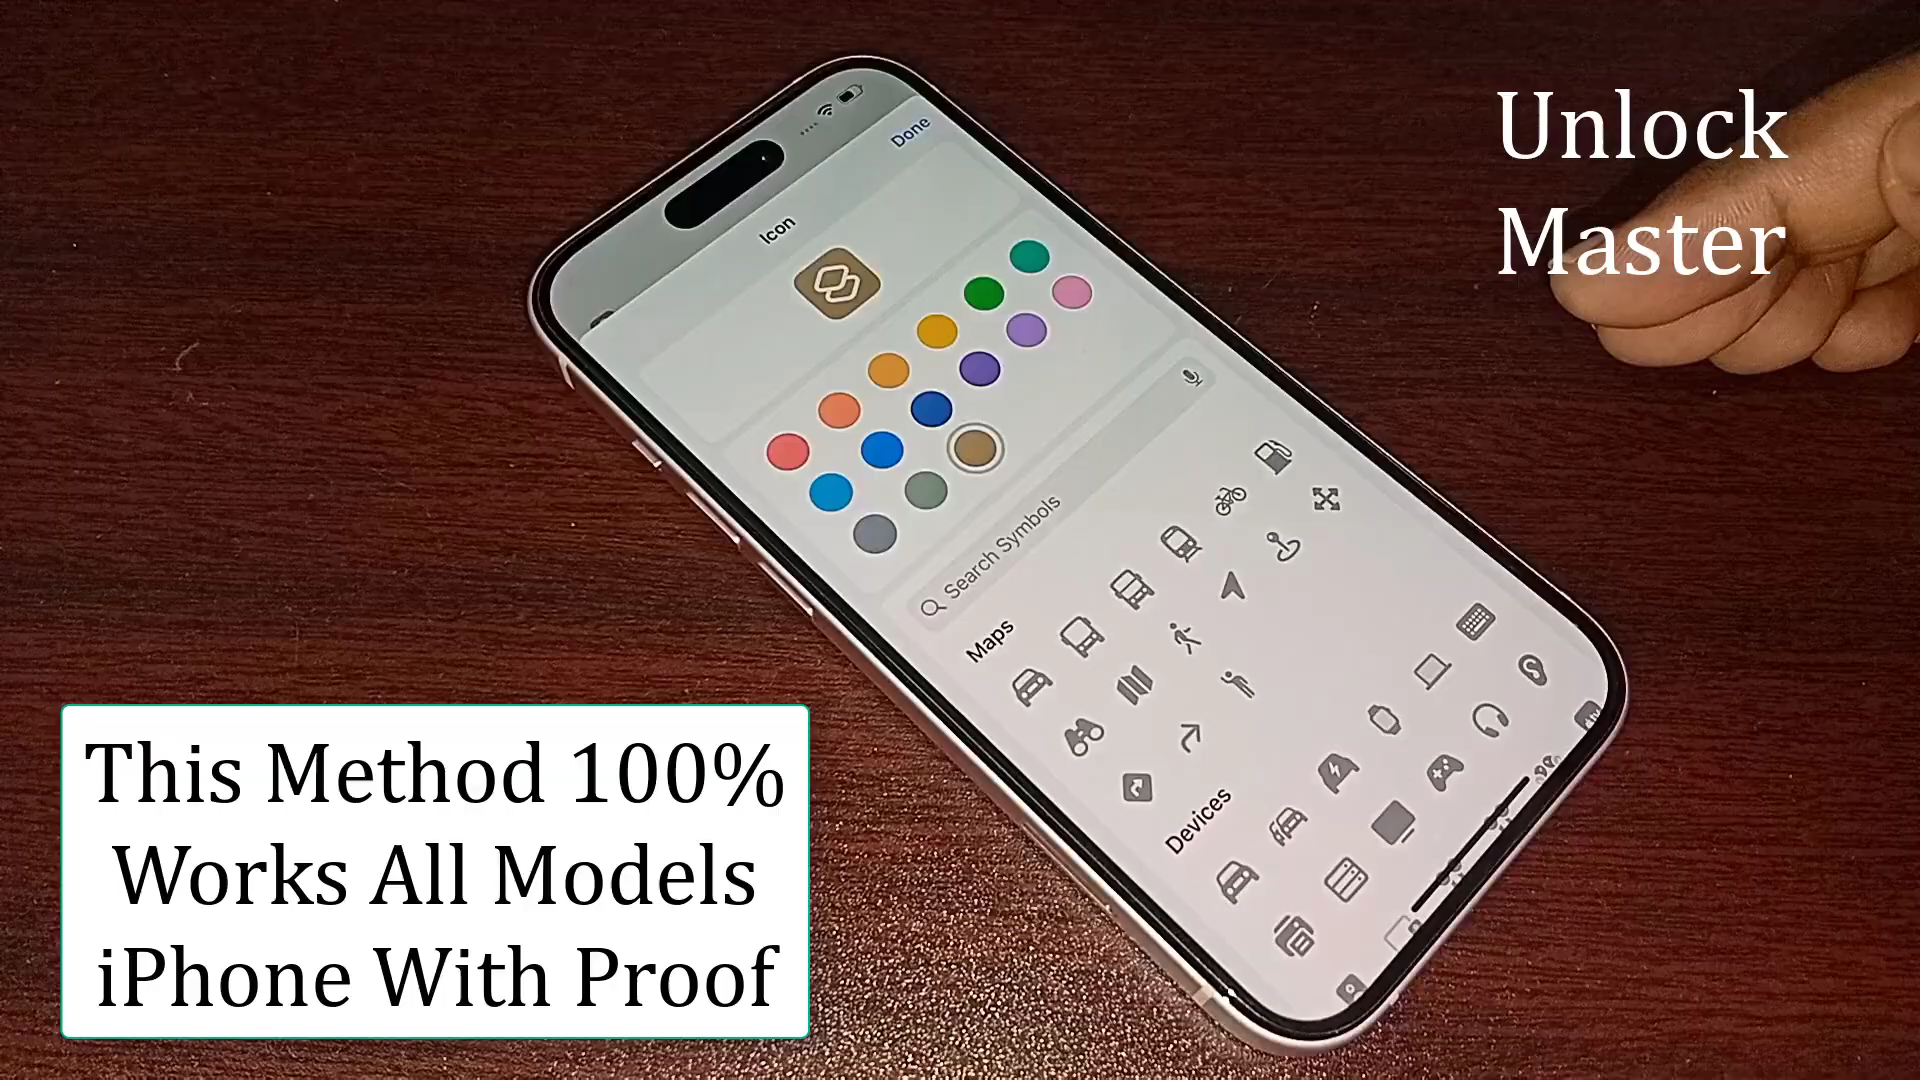 Unlock
Master
Done
Icon
Search Symbols
Maps
Devices
This Method 100%
Works All Models
iPhone With Proof